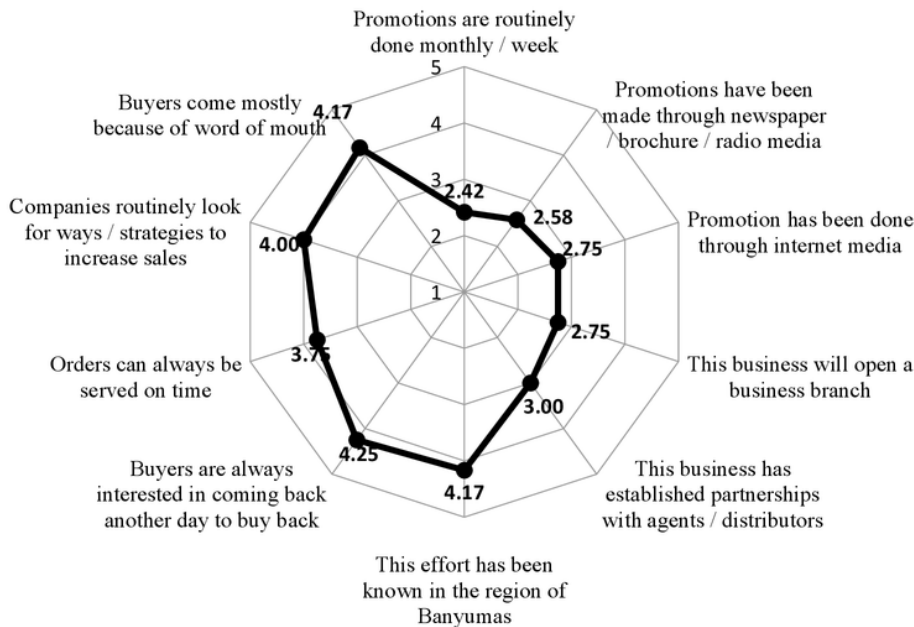 Promotions are routinely
done monthly / week
5
Promotions have been
made through newspaper
/ brochure / radio media
Buyers come mostly
because of word of mouth
4.17
4
3
2.42
2.58
Companies routinely look
for ways / strategies to
increase sales
4.00
2
2.75
Promotion has been done
through internet media
1
Orders can always be
served on time
3.75
2.75
This business will open a
business branch
3.00
Buyers are always
interested in coming back
another day to buy back
4.25
4.17
This business has
established partnerships
with agents / distributors
This effort has been
known in the region of
Banyumas